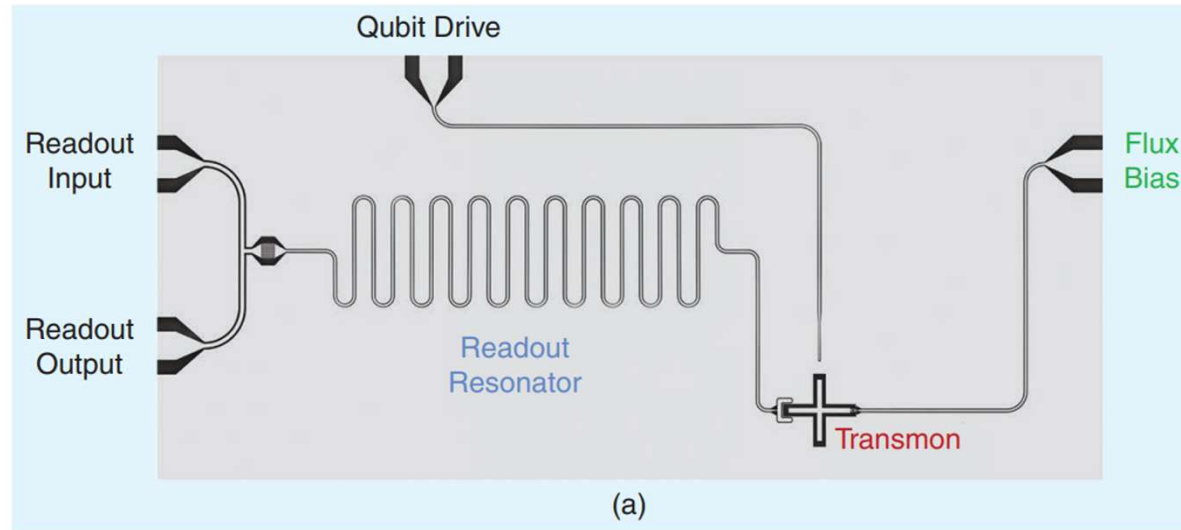 Qubit Drive
Readout
Input
Flux
Bias
Readout
Output
Readout
Resonator
Transmon
(a)